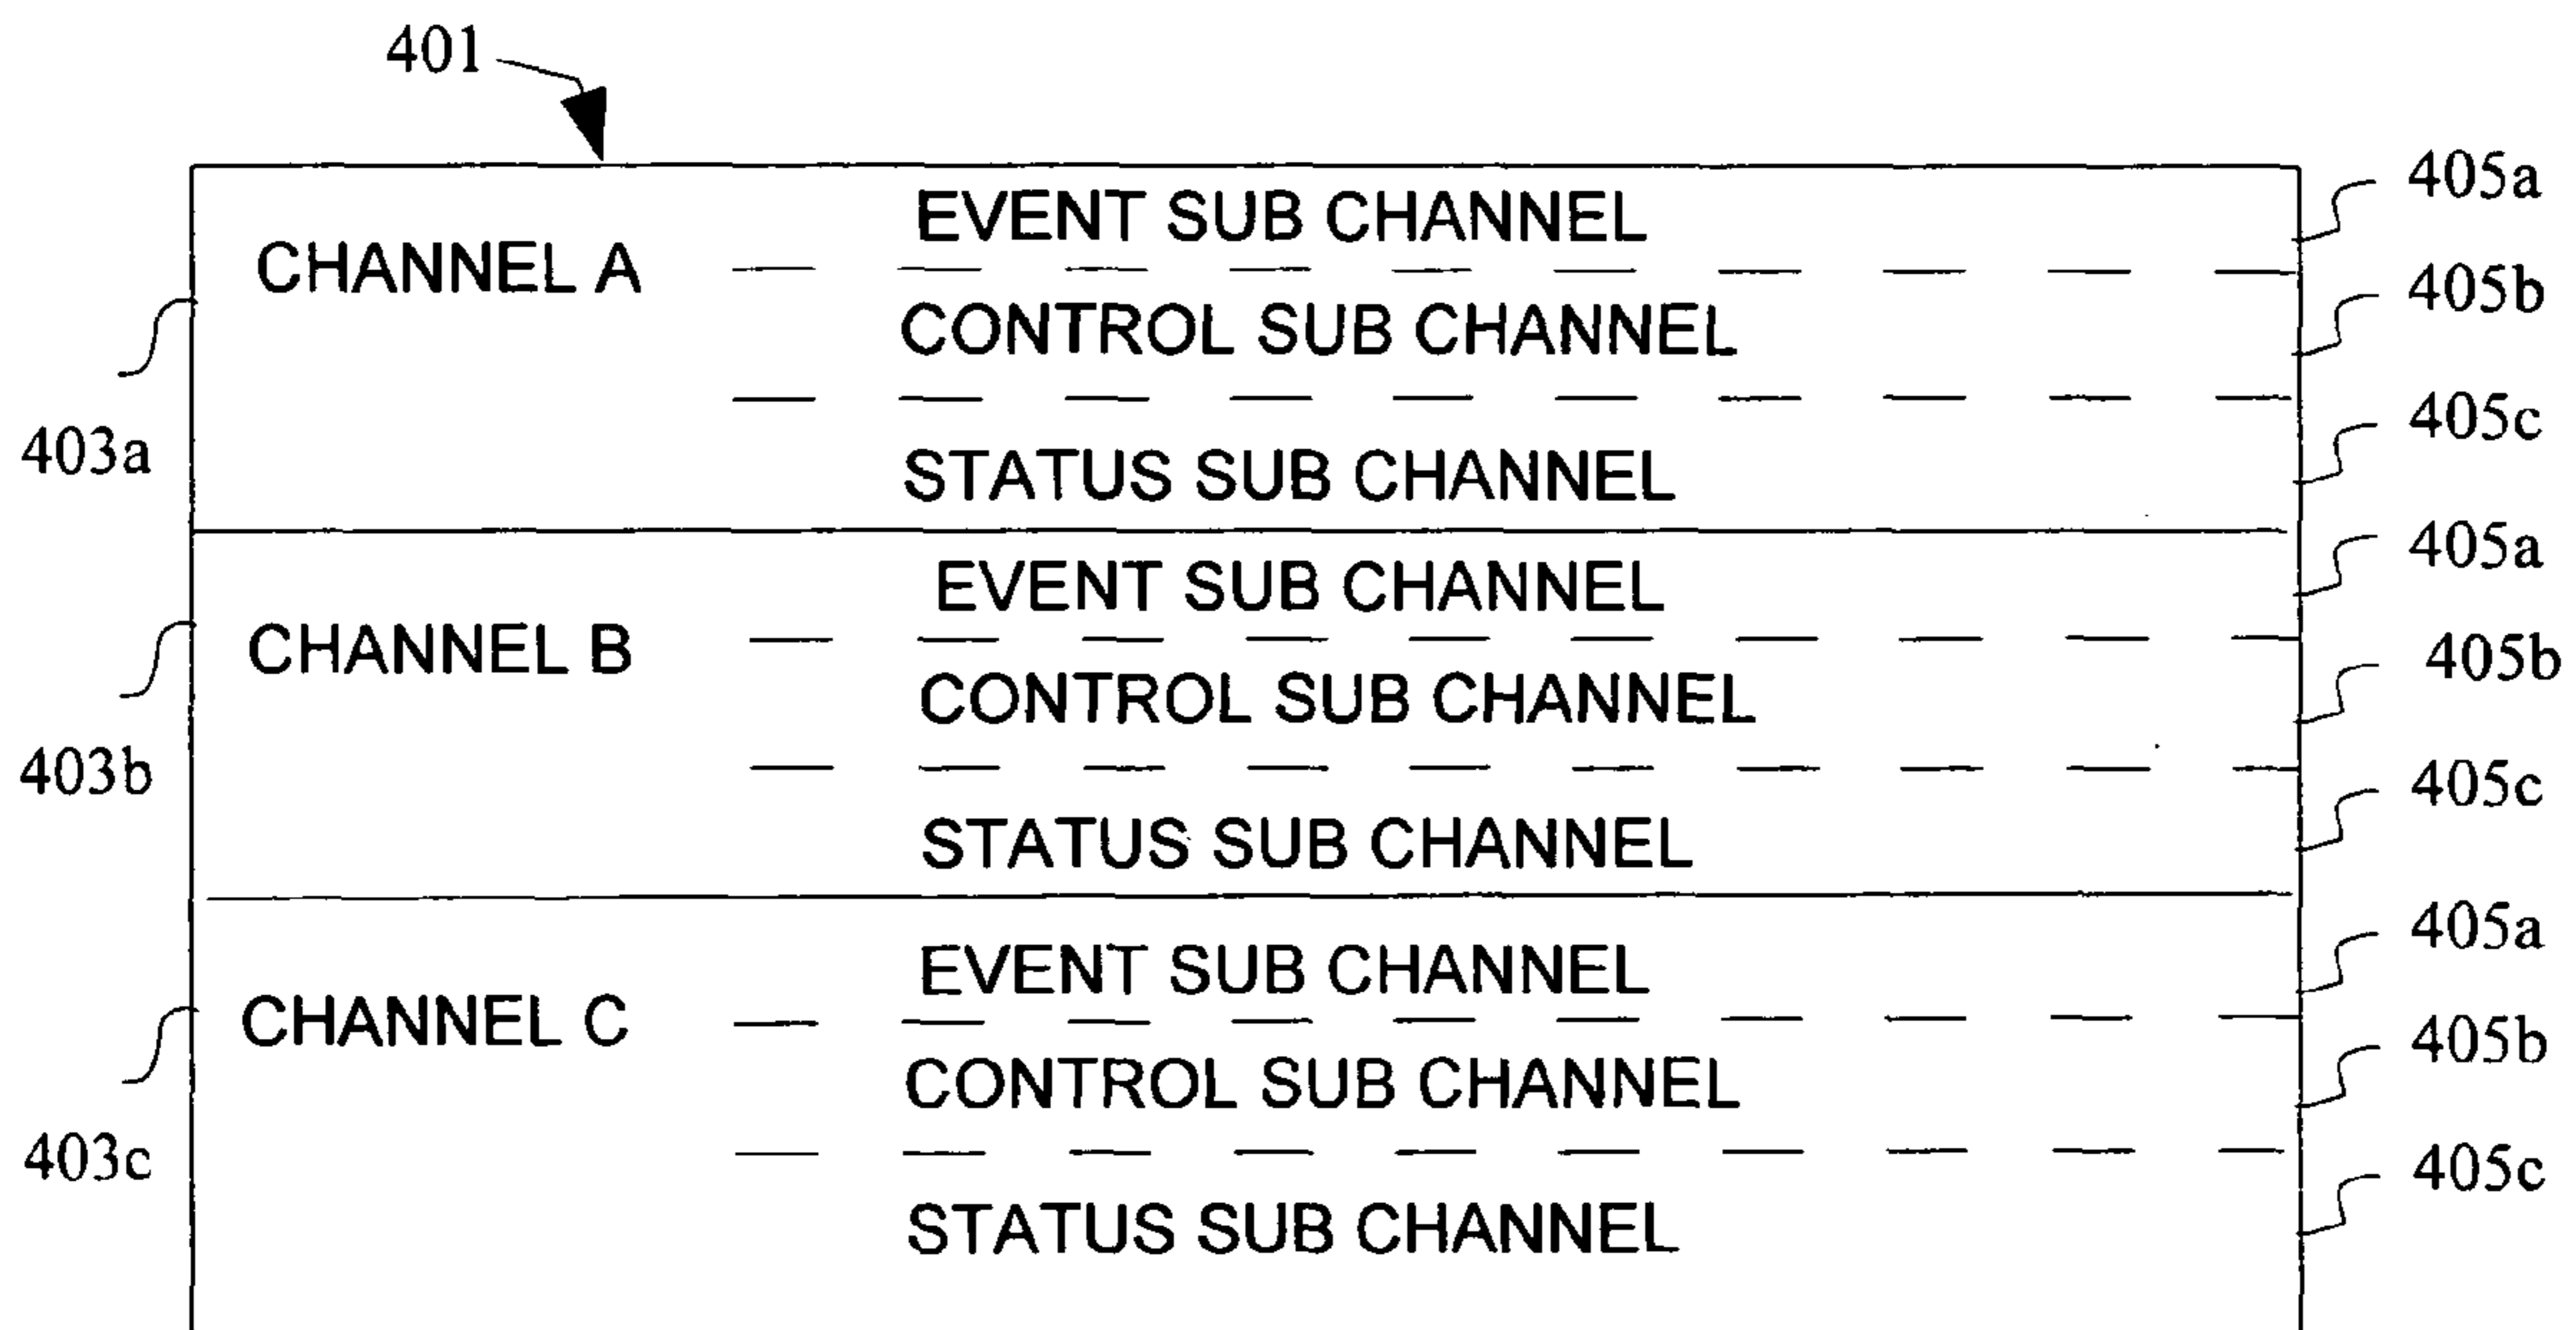 401
EVENT SUB CHANNEL
405a
CHANNEL A
405b
CONTROL SUB CHANNEL
405c
403a
STATUS SUB CHANNEL
405a
EVENT SUB CHANNEL
CHANNEL B
405b
CONTROL SUB CHANNEL
403b
405c
STATUS SUB CHANNEL
405a
EVENT SUB CHANNEL
CHANNEL C
405b
CONTROL SUB CHANNEL
403c
405c
STATUS SUB CHANNEL